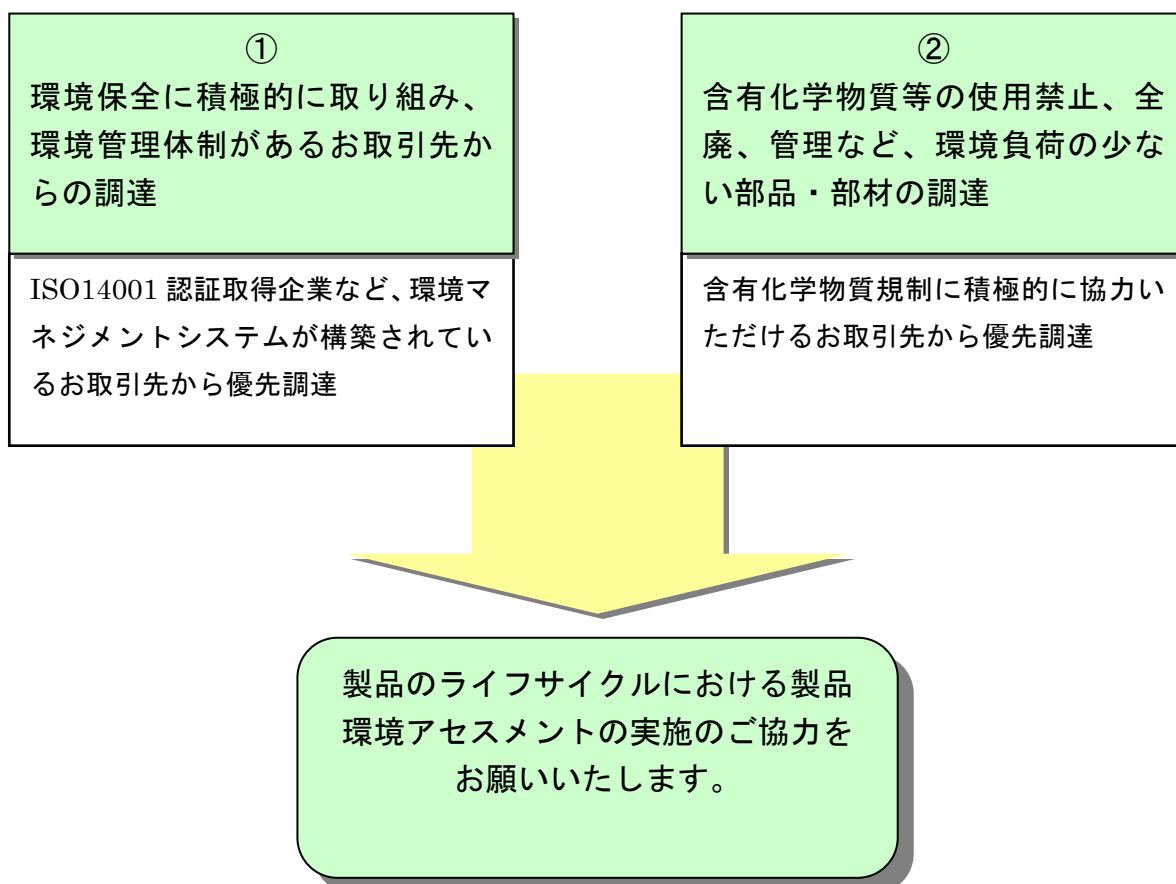 ①
環境保全に積極的に取り組み、
環境管理体制があるお取引先か
らの調達
ISO14001 認証取得企業など、環境マ
ネジメントシステムが構築されてい
るお取引先から優先調達
②
含有化学物質等の使用禁止、全
廃、管理など、環境負荷の少な
い部品・部材の調達
含有化学物質規制に積極的に協力い
ただけるお取引先から優先調達
製品のライフサイクルにおける製品
環境アセスメントの実施のご協力を
お願いいたします。